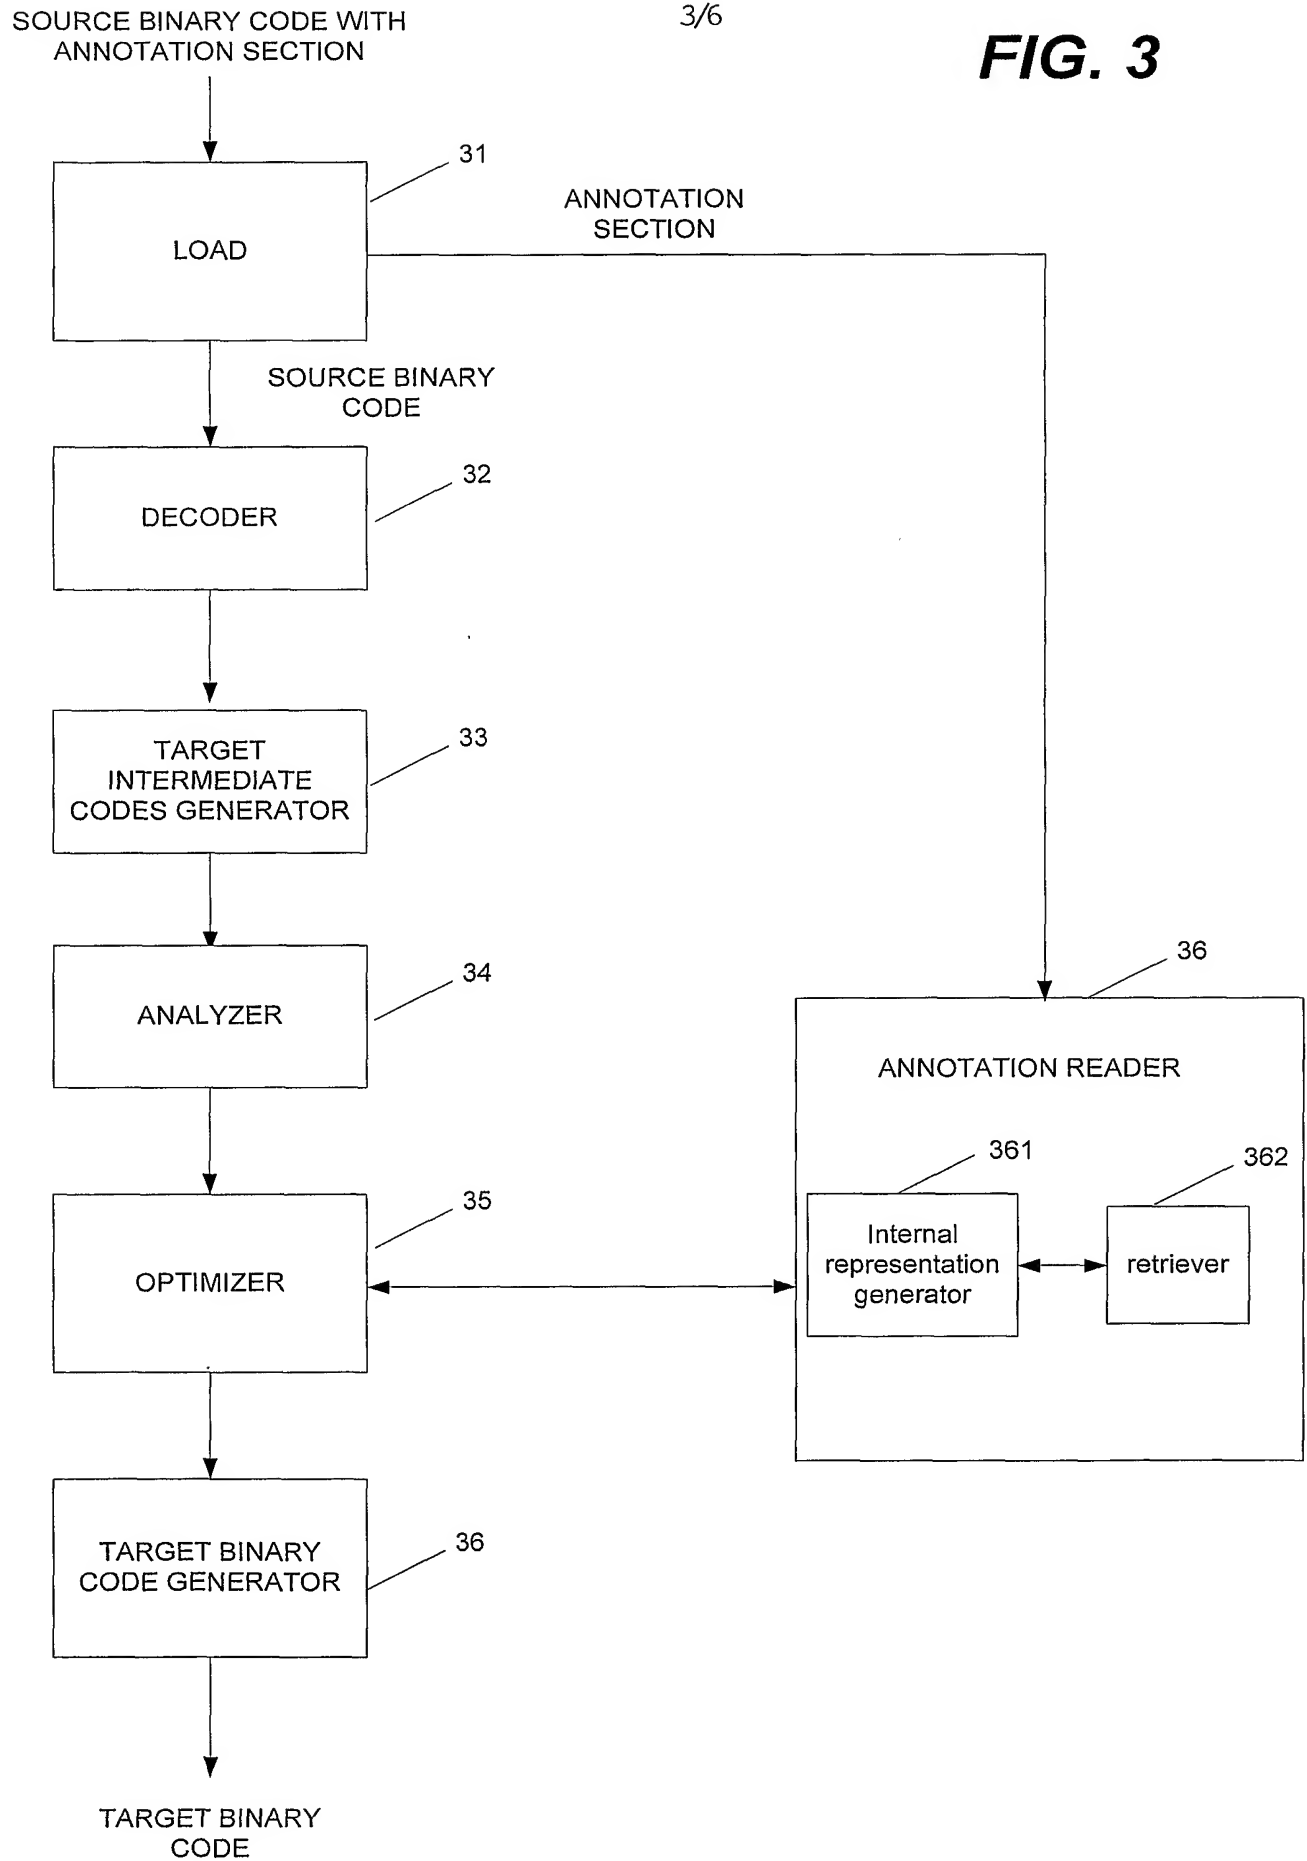 SOURCE BINARY CODE WITH
ANNOTATION SECTION
3/6
FIG. 3
31
LOAD
ANNOTATION
SECTION
SOURCE BINARY
CODE
32
DECODER
33
TARGET
INTERMEDIATE
CODES GENERATOR
34
ANALYZER
36
ANNOTATION READER
361
362
Internal
representation
generator
retriever
35
OPTIMIZER
36
TARGET BINARY
CODE GENERATOR
TARGET BINARY
CODE